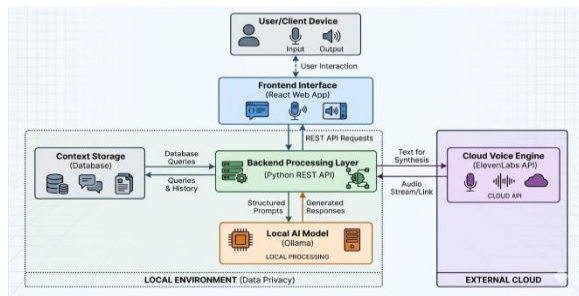 User/Client Device
Input
Output
User Interaction
Frontend Interface
(React Web App)
REST API Requests
Context Storage
(Database)
Database
Queries
Queries
& History
Backend Processing Layer
(Python REST API)
Text for
Synthesis
Audio
Stream/Link
Cloud Voice Engine
(ElevenLabs API)
CLOUD API
Structured
Prompts
Generated
Responses
Local AI Model
(Ollama)
LOCAL PROCESSING
LOCAL ENVIRONMENT (Data Privacy)
EXTERNAL CLOUD